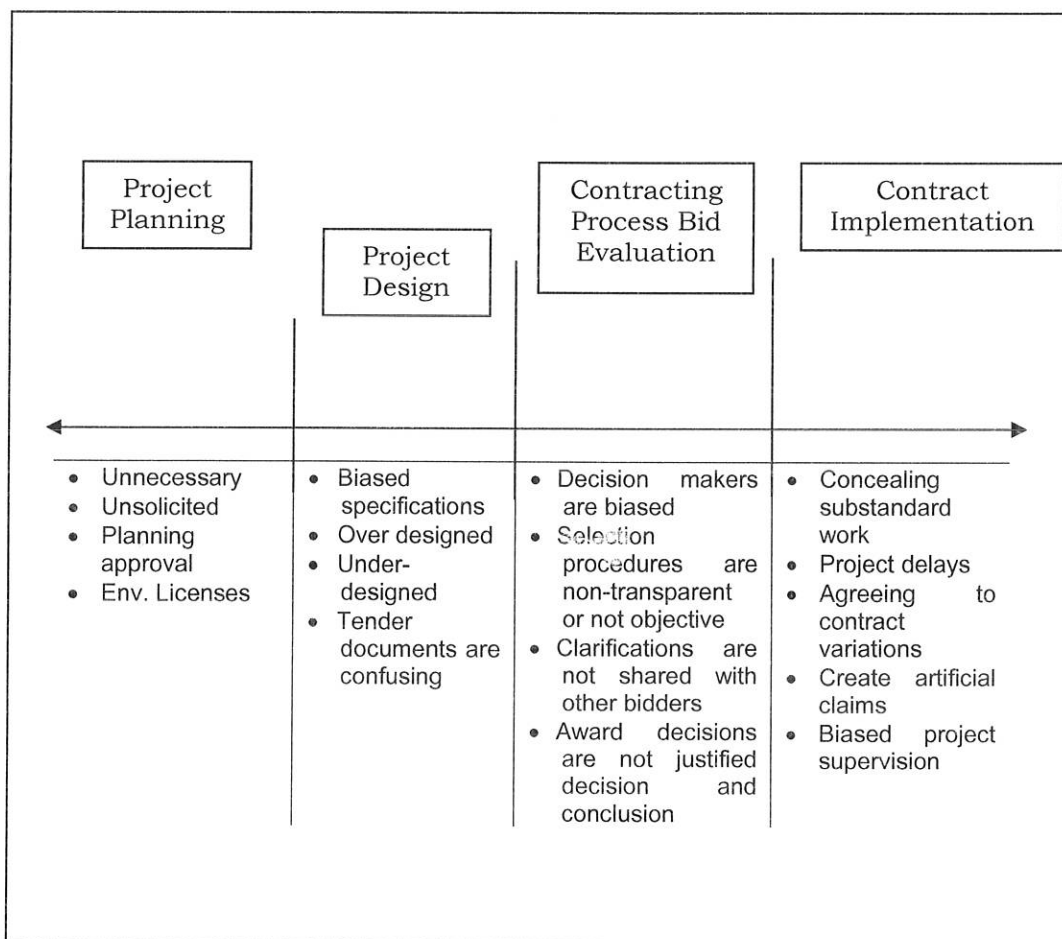 Project
Planning
Project
Design
Contracting
Process Bid
Evaluation
Contract
Implementation
• Unnecessary
• Unsolicited
• Planning
approval
• Env. Licenses
• Biased
specifications
• Over designed
• Under-
designed
• Tender
documents are
confusing
• Decision makers
are biased
• Selection
procedures are
non-transparent
or not objective
• Clarifications are
not shared with
other bidders
• Award decisions
are not justified
decision and
conclusion
• Concealing
substandard
work
• Project delays
• Agreeing to
contract
variations
• Create artificial
claims
• Biased project
supervision